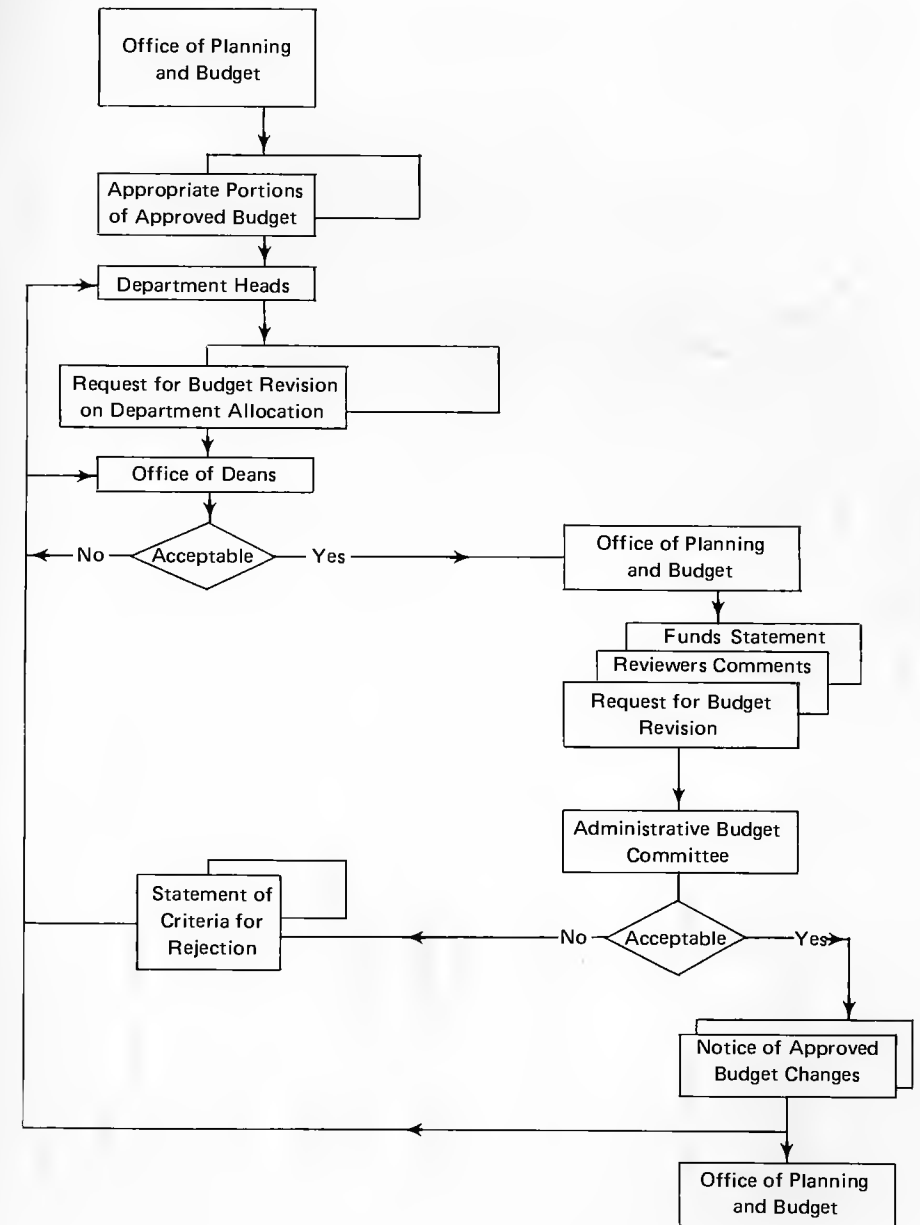 Office of Planning
and Budget
Appropriate Portions
of Approved Budget
Department Heads
Request for Budget Revision
on Department Allocation
Office of Deans
No
Acceptable
Yes
Office of Planning
and Budget
Funds Statement
Reviewers Comments
Request for Budget
Revision
Administrative Budget
Committee
Statement of
Criteria for
Rejection
No
Acceptable
Yes
Notice of Approved
Budget Changes
Office of Planning
and Budget